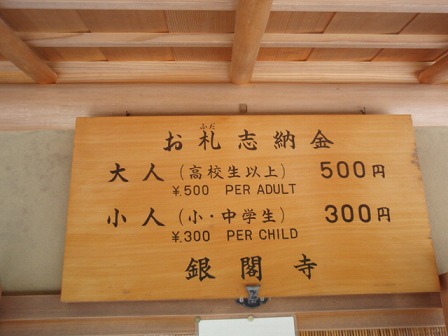 お札志納金
ふだ
大人(高校生以上) 500円
¥.500 PER ADULT
小人(小・中学生) 300円
¥.300 PER CHILD
銀閣寺